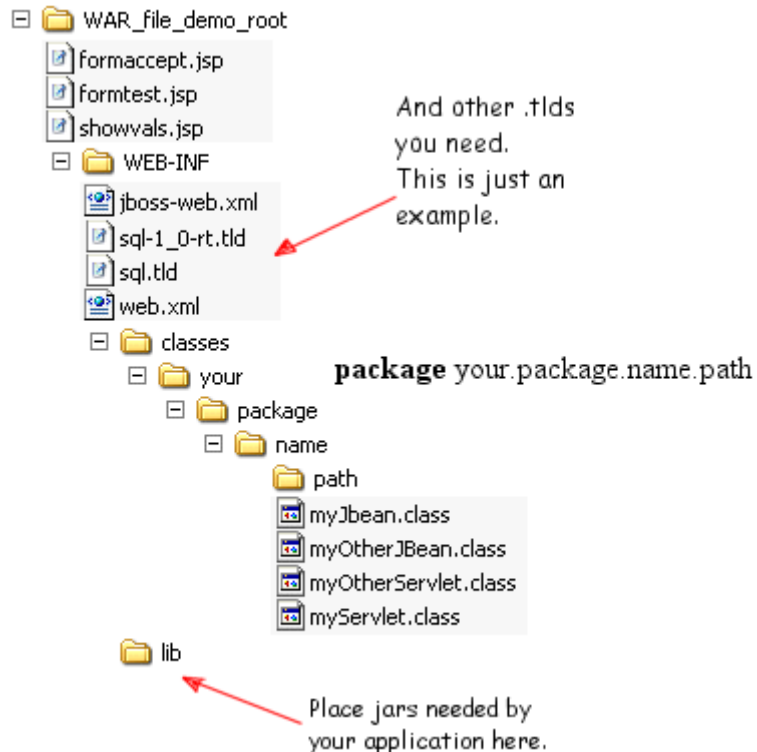 WAR_file_demo_root
formaccept.jsp
formtest.jsp
showvals.jsp
And other .tlds
you need.
This is just an
example.
WEB-INF
jboss-web.xml
sql-1_0-rt.tld
sql.tld
web.xml
classes
your
package your.package.name.path
package
name
path
myJbean.class
myOtherJBean.class
myOtherServlet.class
myServlet.class
lib
Place jars needed by
your application here.